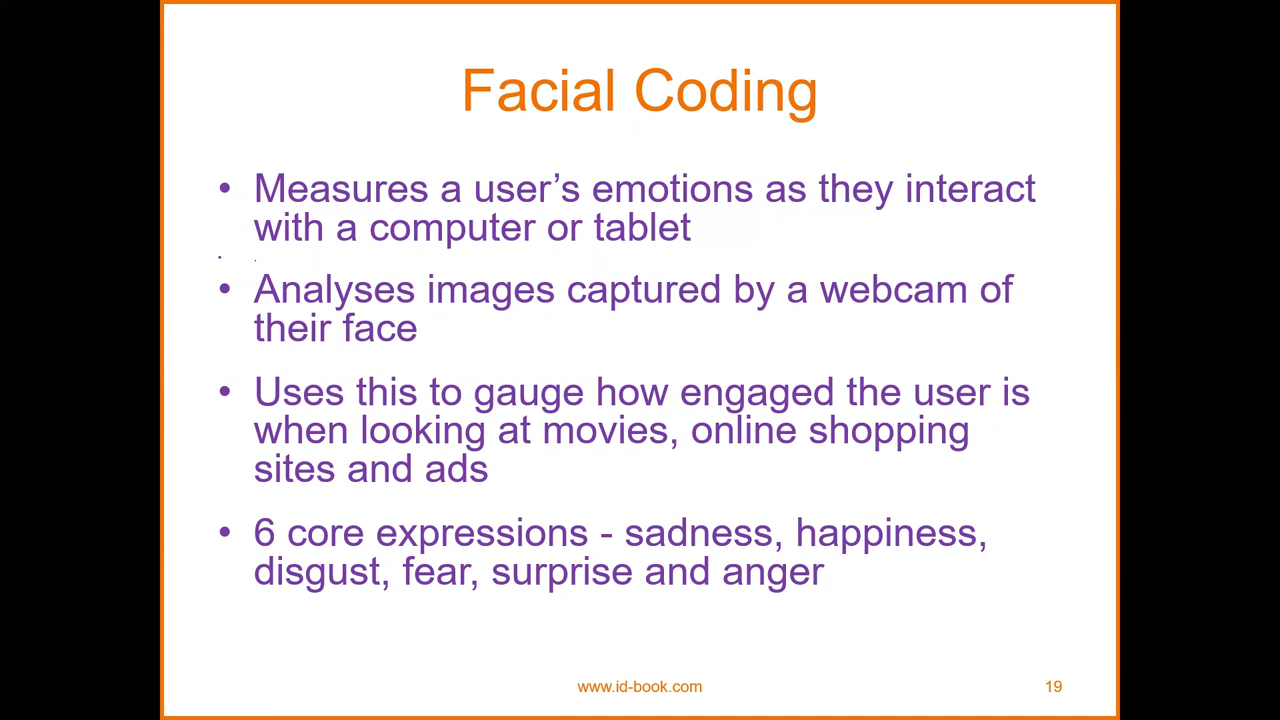 Facial Coding
• Measures a user’s emotions as they interact
with a computer or tablet
• .
• Analyses images captured by a webcam of
their face
• Uses this to gauge how engaged the user is
when looking at movies, online shopping
sites and ads
• 6 core expressions - sadness, happiness,
disgust, fear, surprise and anger
www.id-book.com
19